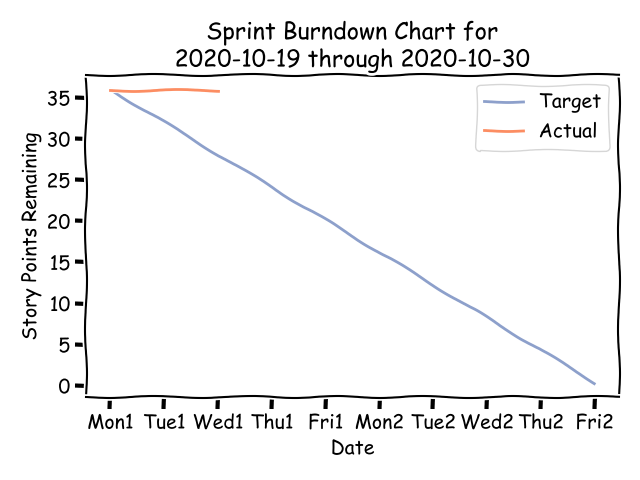 Sprint Burndown Chart for
2020-10-19 through 2020-10-30
Target
Actual
Story Points Remaining
35
30
25
20
15
10
5
0
Mon1 Tue1 Wed1 Thu1 Fri1 Mon2 Tue2 Wed2 Thu2 Fri2
Date